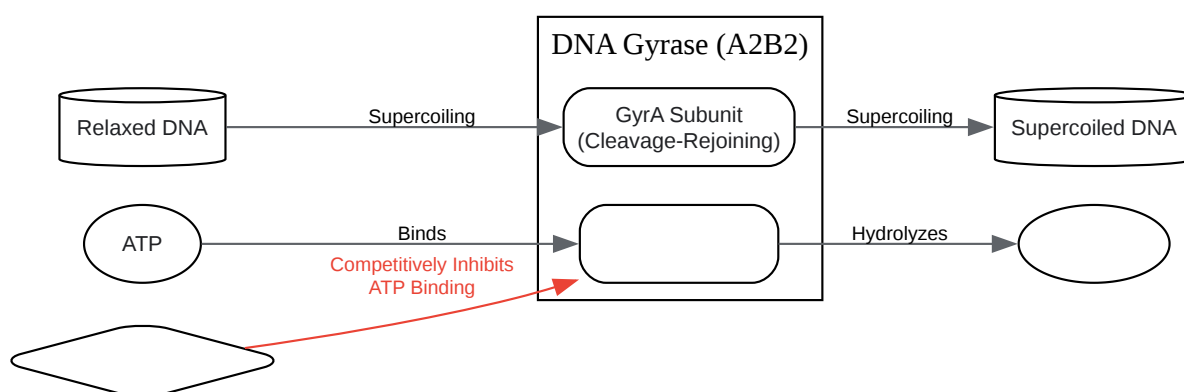 DNA Gyrase (A2B2)
Relaxed DNA
Supercoiling
GyrA Subunit
(Cleavage-Rejoining)
Supercoiling
Supercoiled DNA
ATP
Binds
Hydrolyzes
Competitively Inhibits
ATP Binding